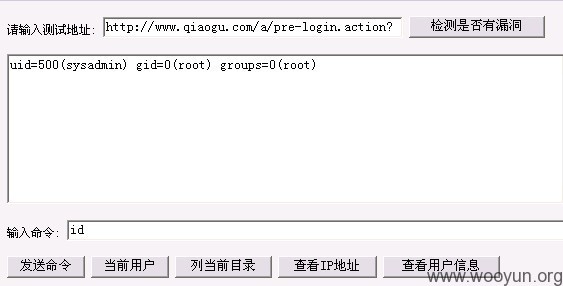 请输入测试地址: http://www.qiaogu.com/a/pre-login.action? 检测是否有漏洞
uid=500(sysadmin) gid=0(root) groups=0(root)
输入命令: id
发送命令 当前用户 列当前目录 查看IP地址 查看用户信息
www.wooyun.org